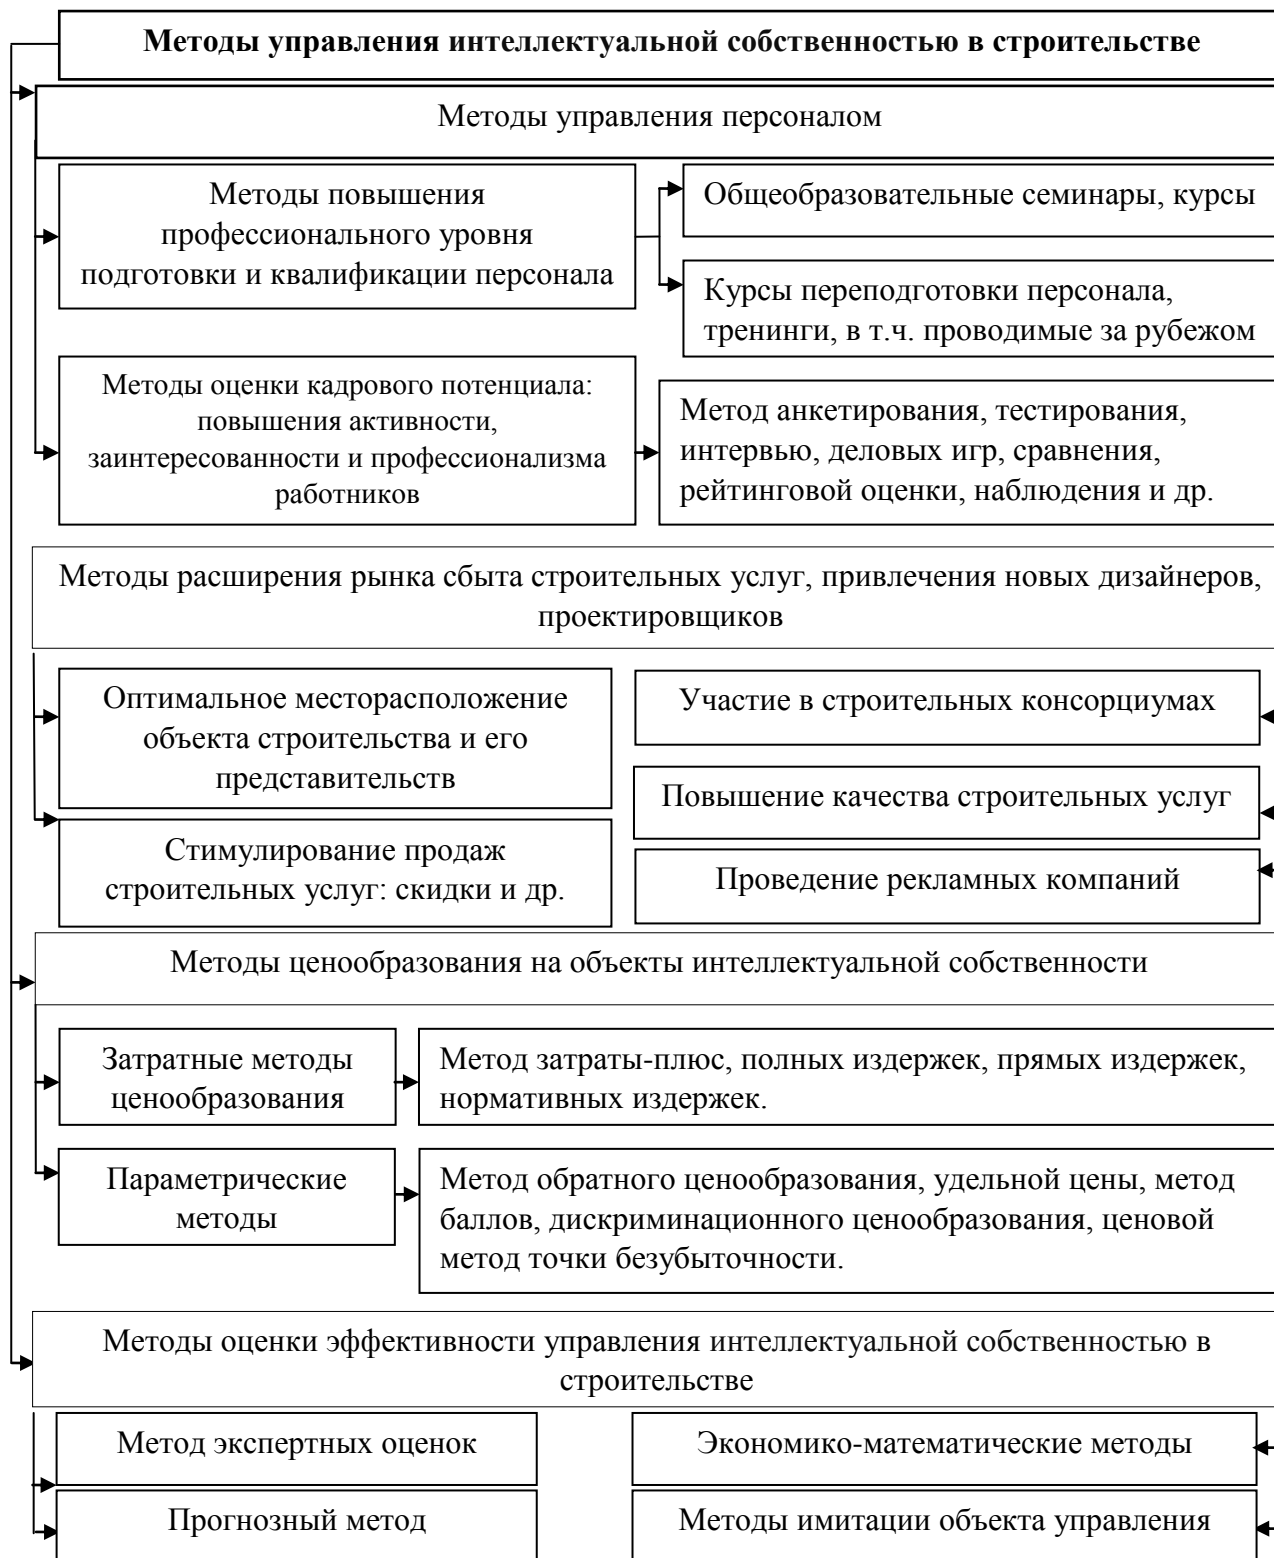 Методы управления интеллектуальной собственностью в строительстве
Методы управления персоналом
Методы повышения
профессионального уровня
подготовки и квалификации персонала
Общеобразовательные семинары, курсы
Курсы переподготовки персонала,
тренинги, в т.ч. проводимые за рубежом
Методы оценки кадрового потенциала:
повышения активности,
заинтересованности и профессионализма
работников
Метод анкетирования, тестирования,
интервью, деловых игр, сравнения,
рейтинговой оценки, наблюдения и др.
Методы расширения рынка сбыта строительных услуг, привлечения новых дизайнеров,
проектировщиков
Оптимальное месторасположение
объекта строительства и его
представительств
Стимулирование продаж
строительных услуг: скидки и др.
Участие в строительных консорциумах
Повышение качества строительных услуг
Проведение рекламных компаний
Методы ценообразования на объекты интеллектуальной собственности
Затратные методы
ценообразования
Метод затраты-плюс, полных издержек, прямых издержек,
нормативных издержек.
Параметрические
методы
Метод обратного ценообразования, удельной цены, метод
баллов, дискриминационного ценообразования, ценовой
метод точки безубыточности.
Методы оценки эффективности управления интеллектуальной собственностью в
строительстве
Метод экспертных оценок
Экономико-математические методы
Прогнозный метод
Методы имитации объекта управления